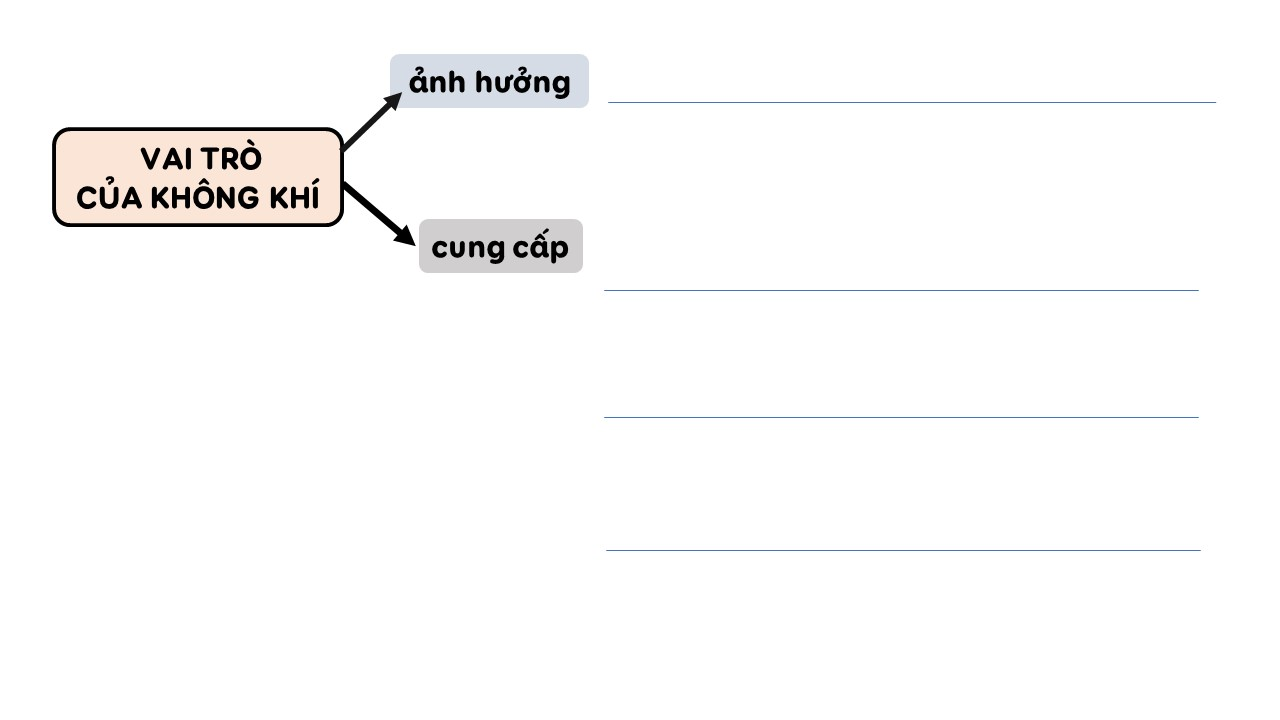 ảnh hưởng
VAI TRÒ
CỦA KHÔNG KHÍ
cung cấp